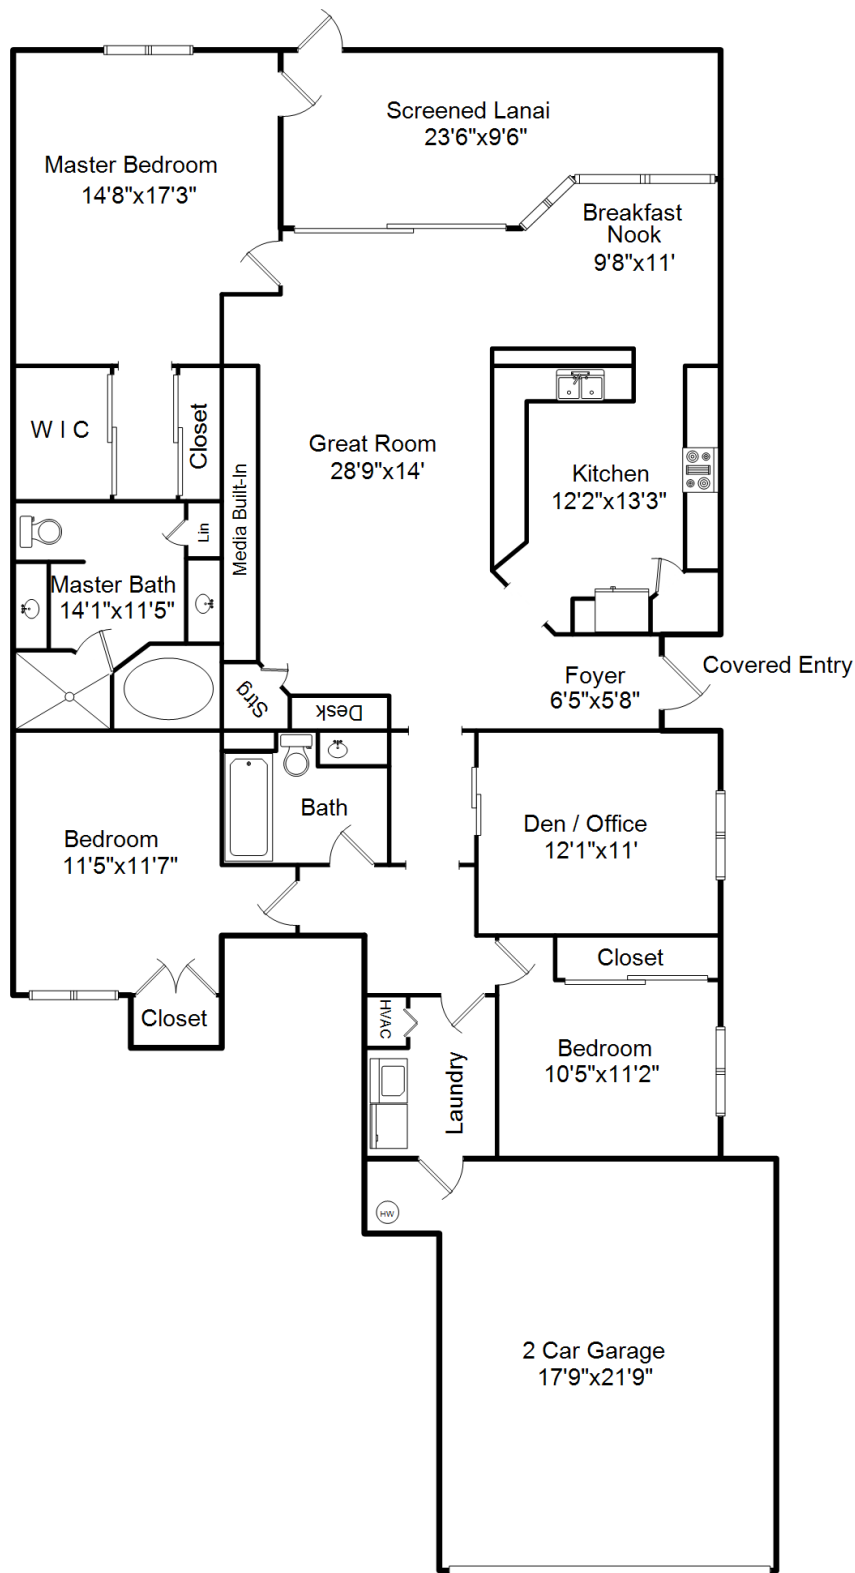 Screened Lanai
23'6"x9'6"
Master Bedroom
14'8"x17'3"
Breakfast
Nook
9'8"x11'
W I C
Closet
Great Room
28'9"x14'
Media Built-In
Kitchen
12'2"x13'3"
Lin
Master Bath
14'1"x11'5"
Foyer
6'5"x5'8"
Covered Entry
Strg
Desk
Bath
Den / Office
12'1"x11'
Bedroom
11'5"x11'7"
Closet
Closet
HVAC
Laundry
Bedroom
10'5"x11'2"
HW
2 Car Garage
17'9"x21'9"